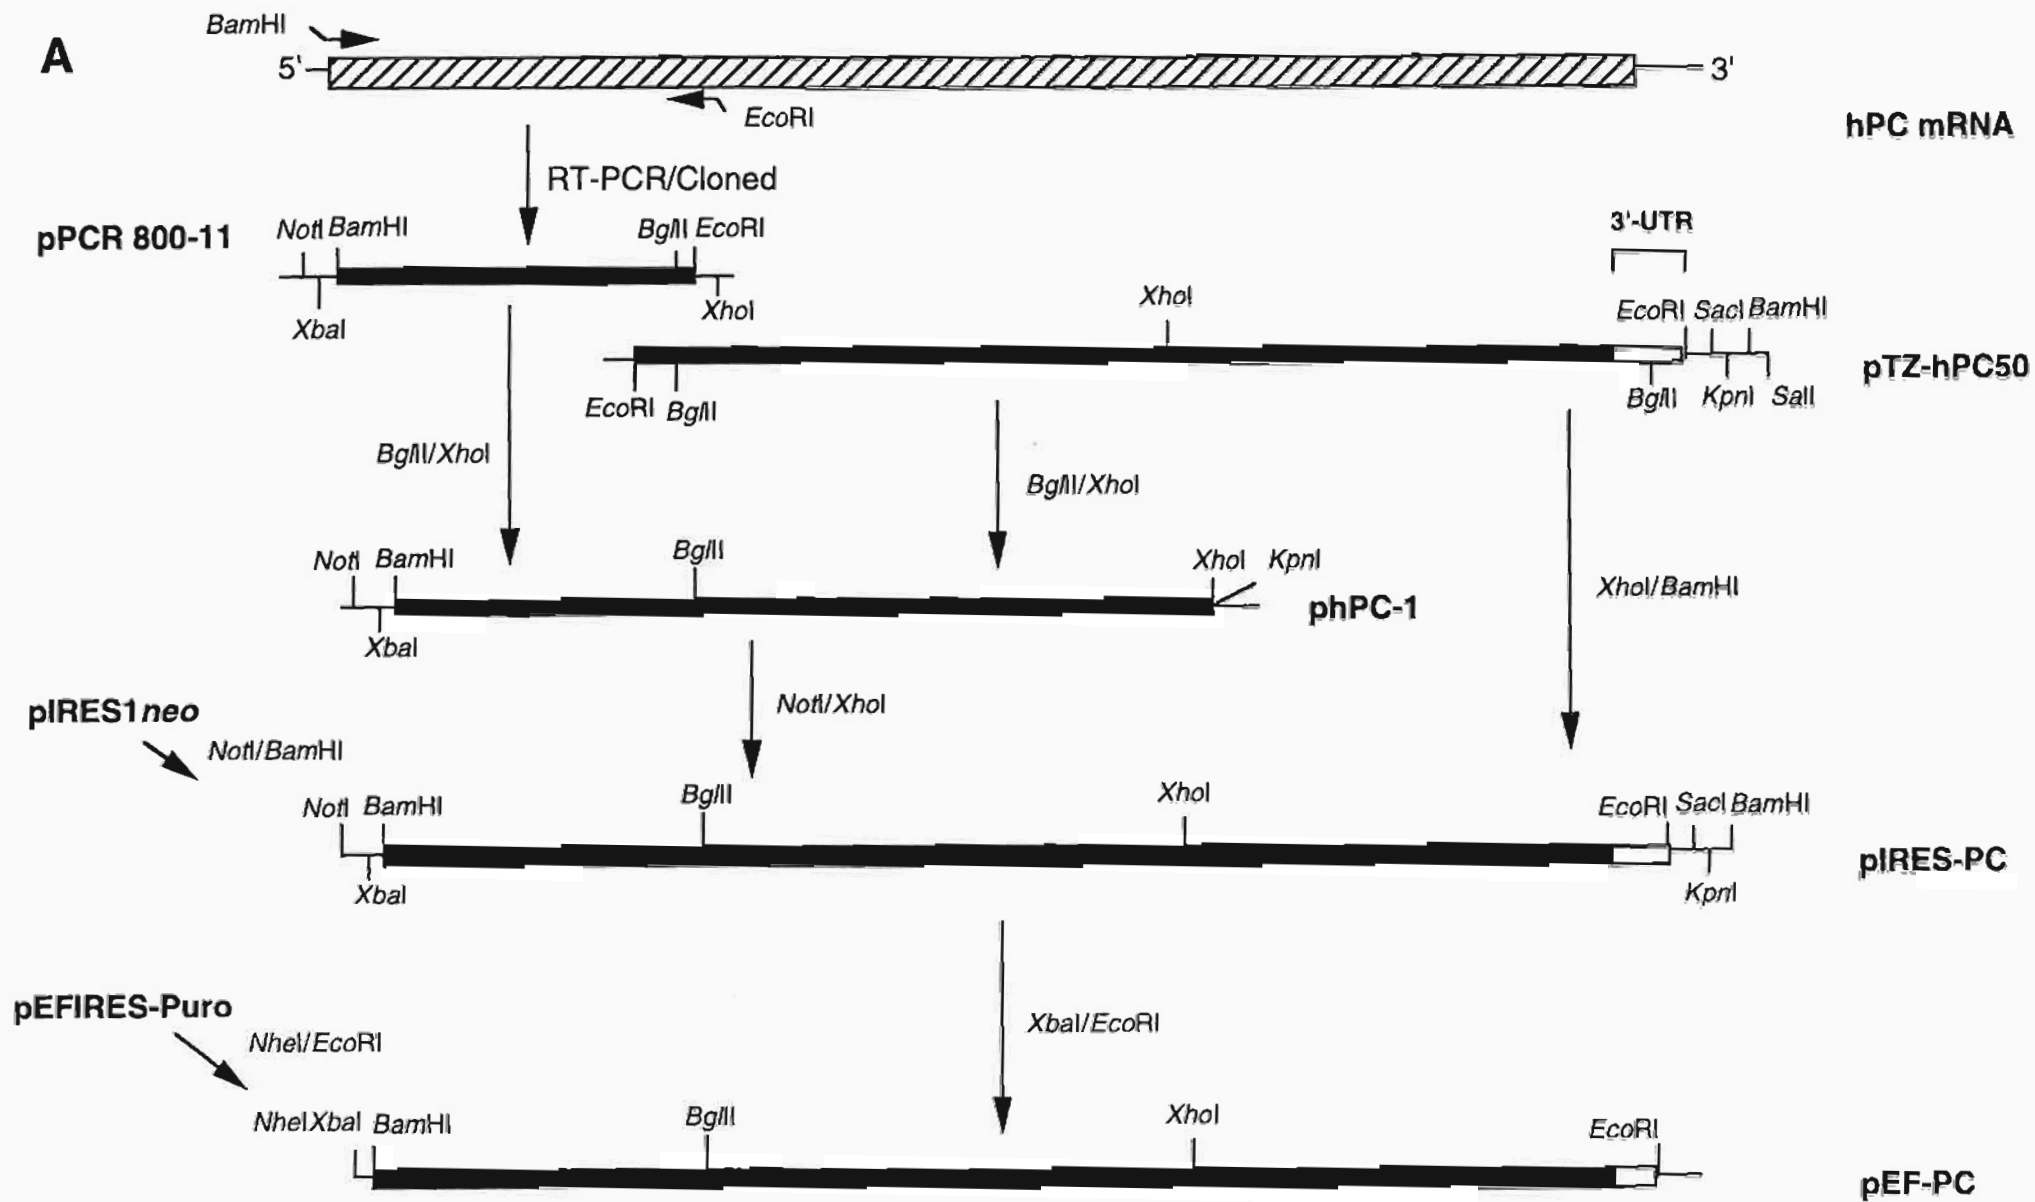 A
BamHI
5'
3'
EcoRI
hPC mRNA
RT-PCR/Cloned
pPCR 800-11
NotI BamHI
BglII EcoRI
3'-UTR
XbaI
XhoI
XhoI
EcoRI SacI BamHI
pTZ-hPC50
EcoRI BglII
BglII KpnI SalI
BglII/XhoI
BglII/XhoI
NotI BamHI
BglII
XhoI KpnI
XhoI/BamHI
phPC-1
XbaI
NotI/XhoI
pIRES1neo
NotI/BamHI
NotI BamHI
BglII
XhoI
EcoRI SacI BamHI
pIRES-PC
XbaI
KpnI
pEFIRES-Puro
NheI/EcoRI
XbaI/EcoRI
NheI XbaI BamHI
BglII
XhoI
EcoRI
pEF-PC